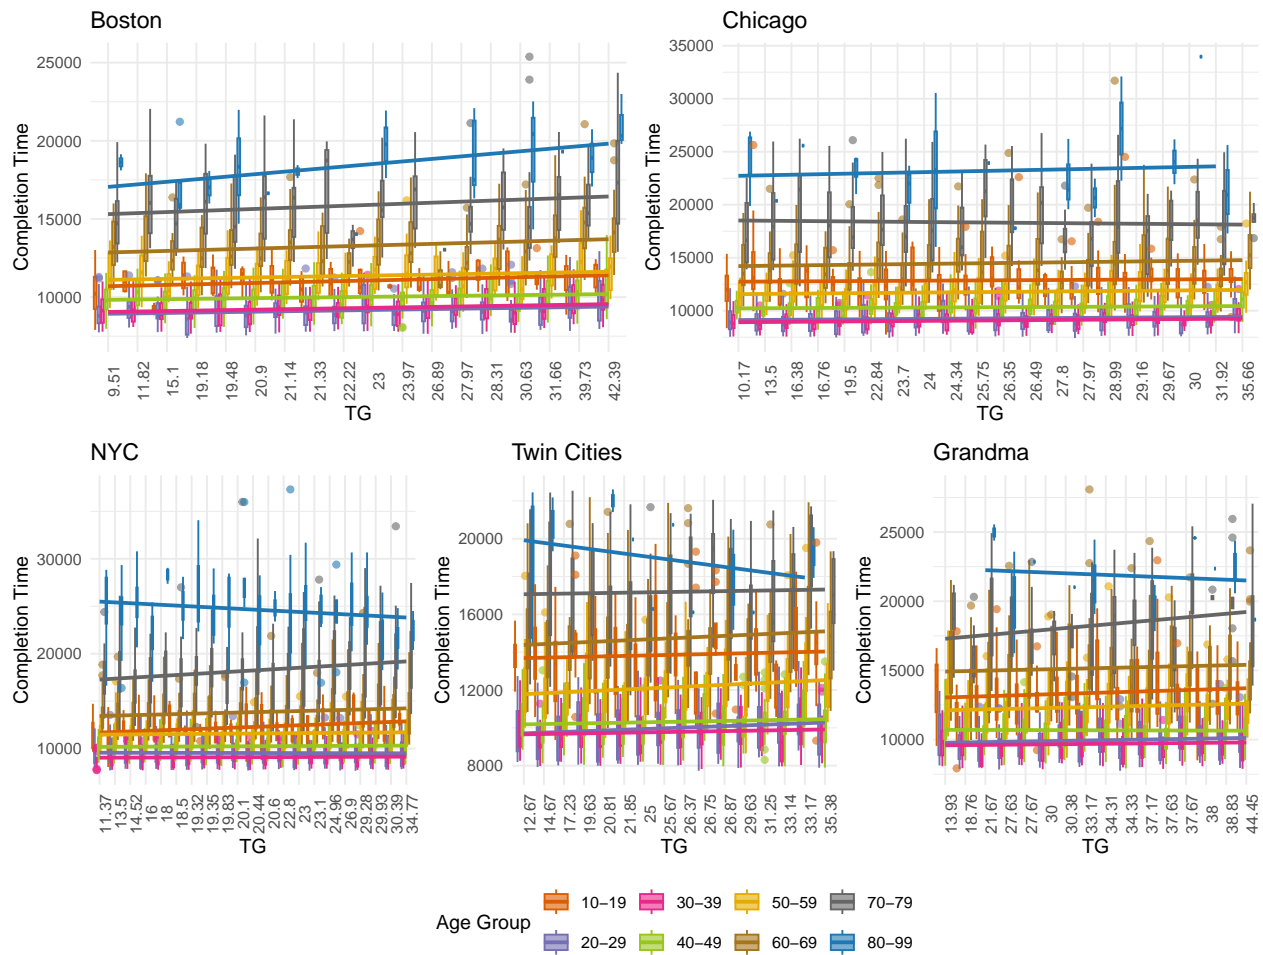 Boston
Completion Time
25000
20000
15000
10000
9.51 11.82 15.1 19.18 19.48 20.9 21.14 21.33 22.22 23 23.97 26.89 27.97 28.31 30.63 31.66 39.73 42.39
TG
Chicago
Completion Time
35000
30000
25000
20000
15000
10000
10.17 13.5 16.38 16.76 19.5 22.84 23.7 24 24.34 25.75 26.35 26.49 27.8 27.97 28.99 29.16 29.67 30 31.92 35.66
TG
NYC
Completion Time
30000
20000
10000
11.37 13.5 14.52 16 18 18.5 19.32 19.35 19.83 20.1 20.44 20.6 22.8 23 23.1 24.96 26.9 29.28 29.93 30.39 34.77
TG
Twin Cities
Completion Time
20000
16000
12000
8000
12.67 14.67 17.23 19.63 20.81 21.85 25 25.67 26.37 26.75 26.87 29.63 31.25 33.14 33.17 35.38
TG
Grandma
Completion Time
25000
20000
15000
10000
13.93 18.76 21.67 27.63 27.67 30 30.38 33.17 34.31 34.33 37.17 37.63 37.67 38 38.83 44.45
TG
Age Group
10−19 30−39 50−59 70−79
20−29 40−49 60−69 80−99